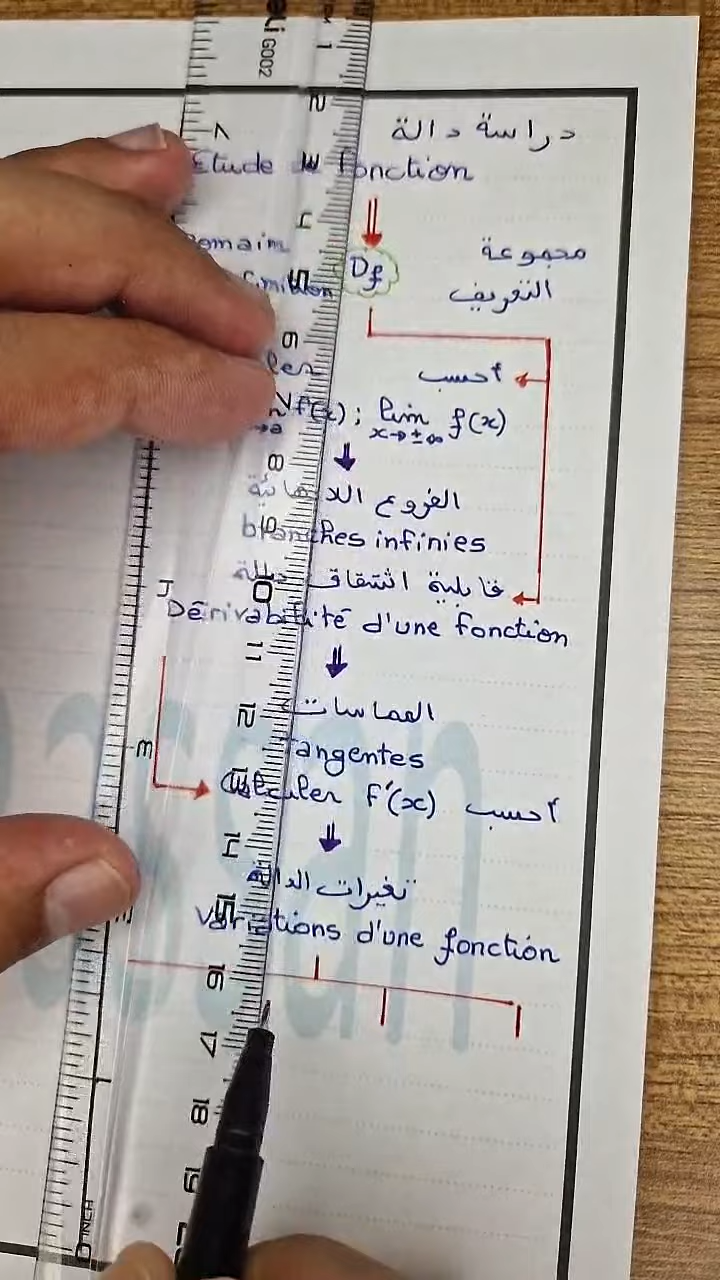 دراسة دالة
Etude de fonction
مجموعة
Df
التعريف
أحسب
f(x) ; lim f(x)
x→±∞
الفروع اللانهائية
branches infinies
قابلية اشتقاق دالة
Dérivabilité d'une fonction
المماسات
Tangentes
Calculer f'(x) أحسب
تغيرات الدالة
Variations d'une fonction